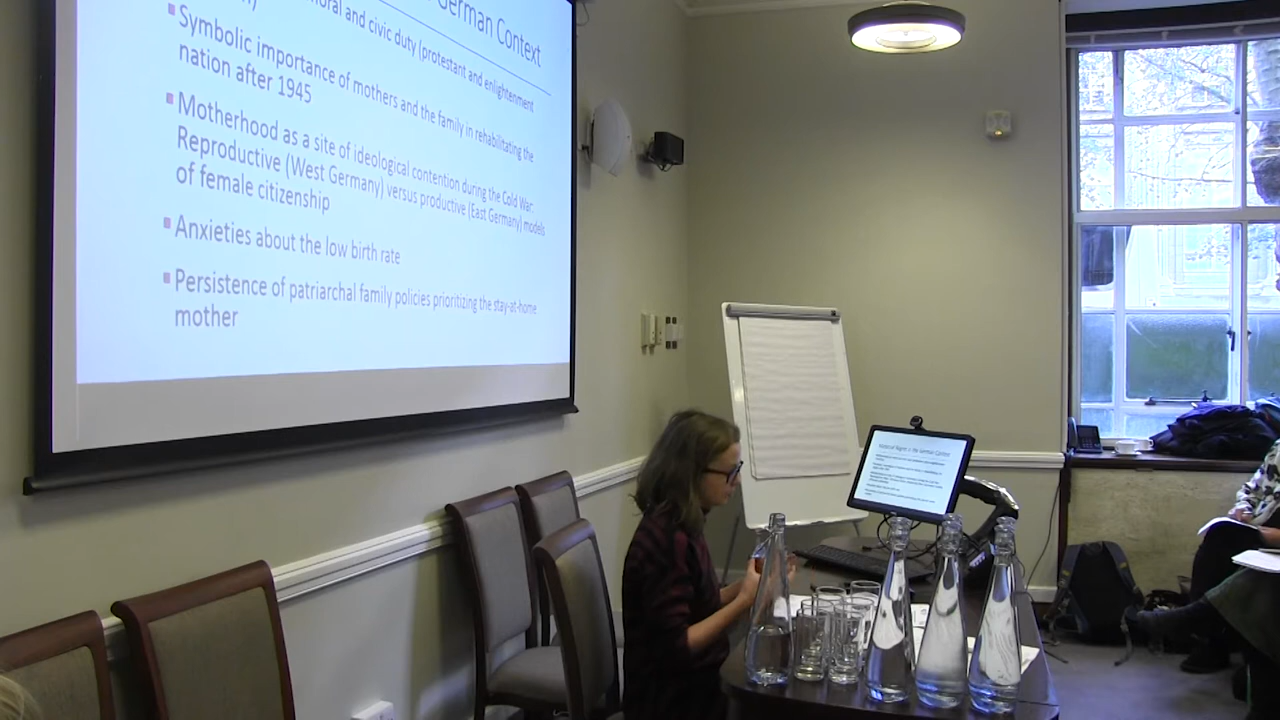 German Context
moral and civic duty (protestant and enlightenment
Symbolic importance of mothers and the family in rehabilitating the
nation after 1945
Motherhood as a site of ideological contention during the Cold War:
Reproductive (West Germany) versus productive (East Germany) models
of female citizenship
Anxieties about the low birth rate
Persistence of patriarchal family policies prioritizing the stay-at-home
mother